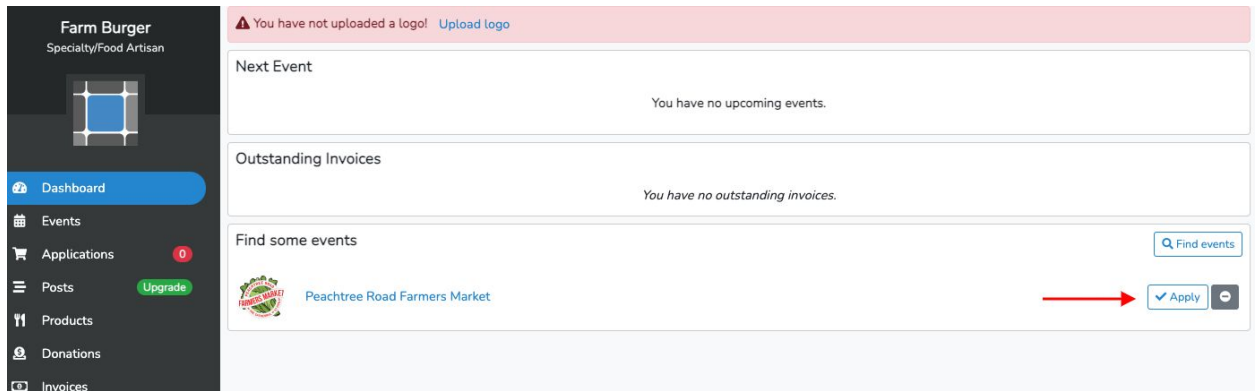 Farm Burger
Specialty/Food Artisan
Dashboard
Events
Applications 0
Posts Upgrade
Products
Donations
Invoices
You have not uploaded a logo! Upload logo
Next Event
You have no upcoming events.
Outstanding Invoices
You have no outstanding invoices.
Find some events
Find events
FARMERS MARKET
Peachtree Road Farmers Market
Apply